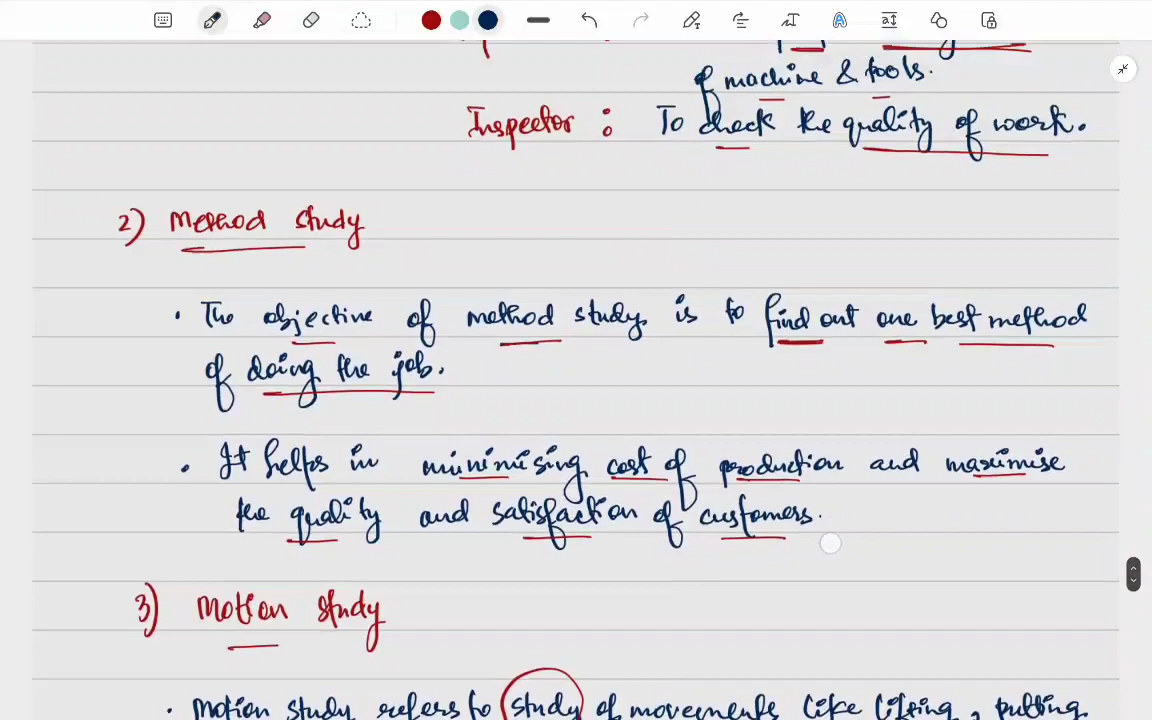 of machine & tools.
Inspector : To check the quality of work.
2) Method study
• The objective of method study is to find out one best method
of doing the job.
• It helps in minimising cost of production and maximise
the quality and satisfaction of customers.
3) Motion study
• Motion study refers to study of movements like lifting, putting